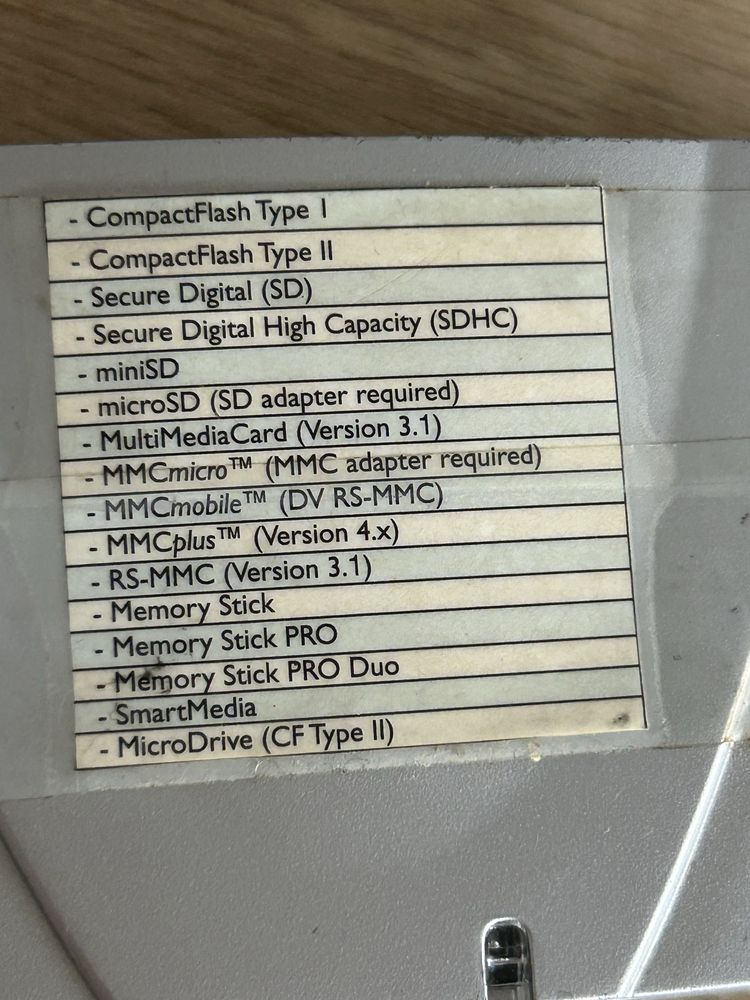 - CompactFlash Type I
- CompactFlash Type II
- Secure Digital (SD)
- Secure Digital High Capacity (SDHC)
- miniSD
- microSD (SD adapter required)
- MultiMediaCard (Version 3.1)
- MMCmicro™ (MMC adapter required)
- MMCmobile™ (DV RS-MMC)
- MMCplus™ (Version 4.x)
- RS-MMC (Version 3.1)
- Memory Stick
- Memory Stick PRO
- Memory Stick PRO Duo
- SmartMedia
- MicroDrive (CF Type II)